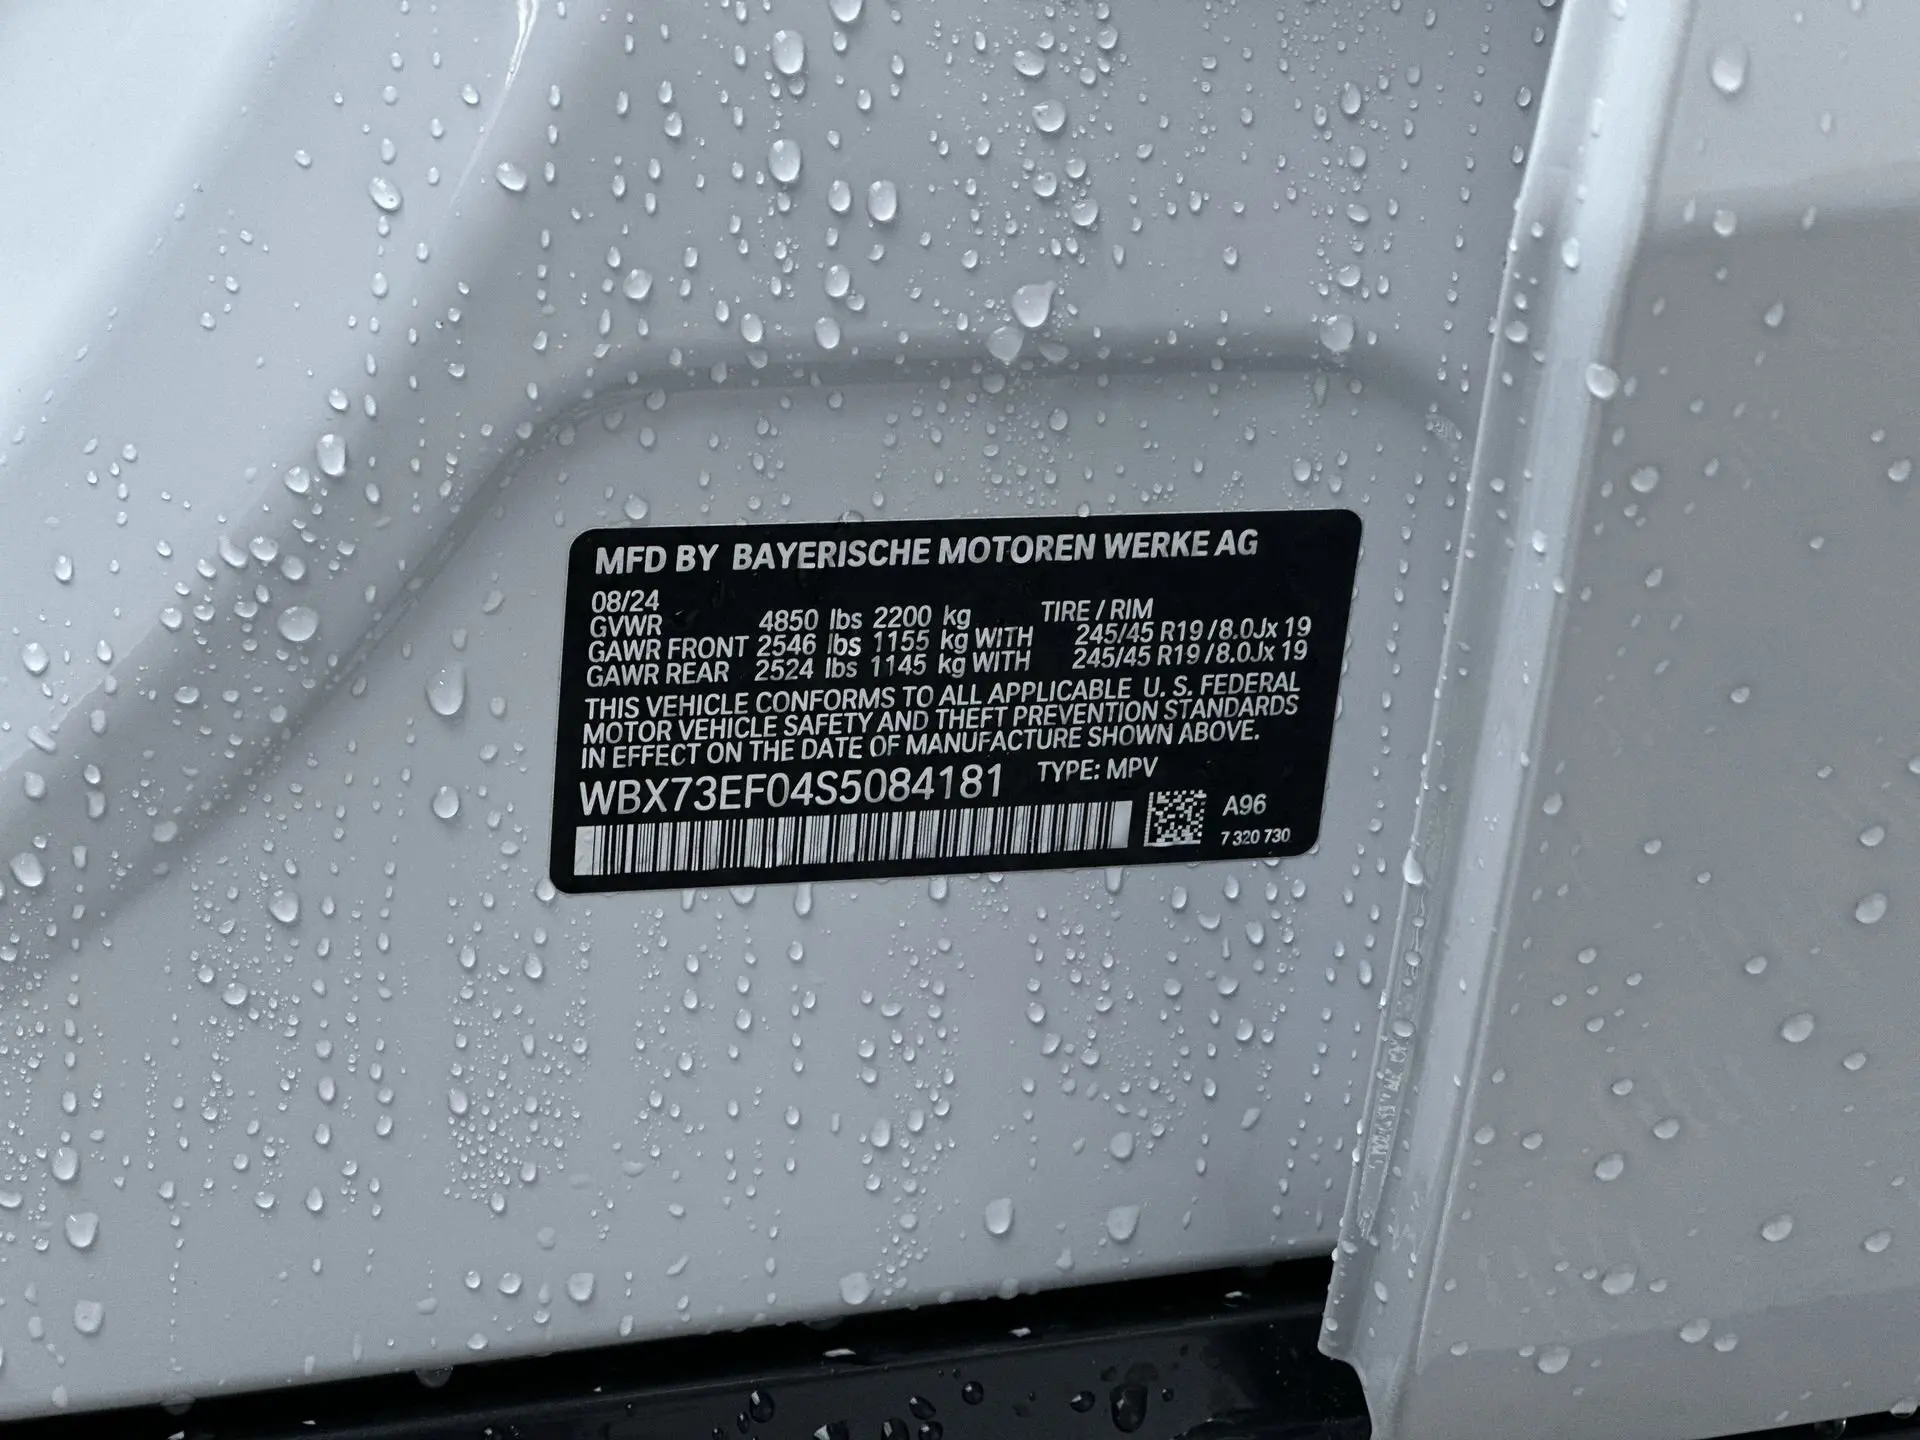 MFD BY BAYERISCHE MOTOREN WERKE AG
08/24 TIRE / RIM
GVWR 4850 lbs 2200 kg
GAWR FRONT 2546 lbs 1155 kg WITH 245/45 R19 / 8.0Jx 19
GAWR REAR 2524 lbs 1145 kg WITH 245/45 R19 / 8.0Jx 19
THIS VEHICLE CONFORMS TO ALL APPLICABLE U. S. FEDERAL
MOTOR VEHICLE SAFETY AND THEFT PREVENTION STANDARDS
IN EFFECT ON THE DATE OF MANUFACTURE SHOWN ABOVE.
WBX73EF04S5084181 TYPE: MPV
A96
7 320 730